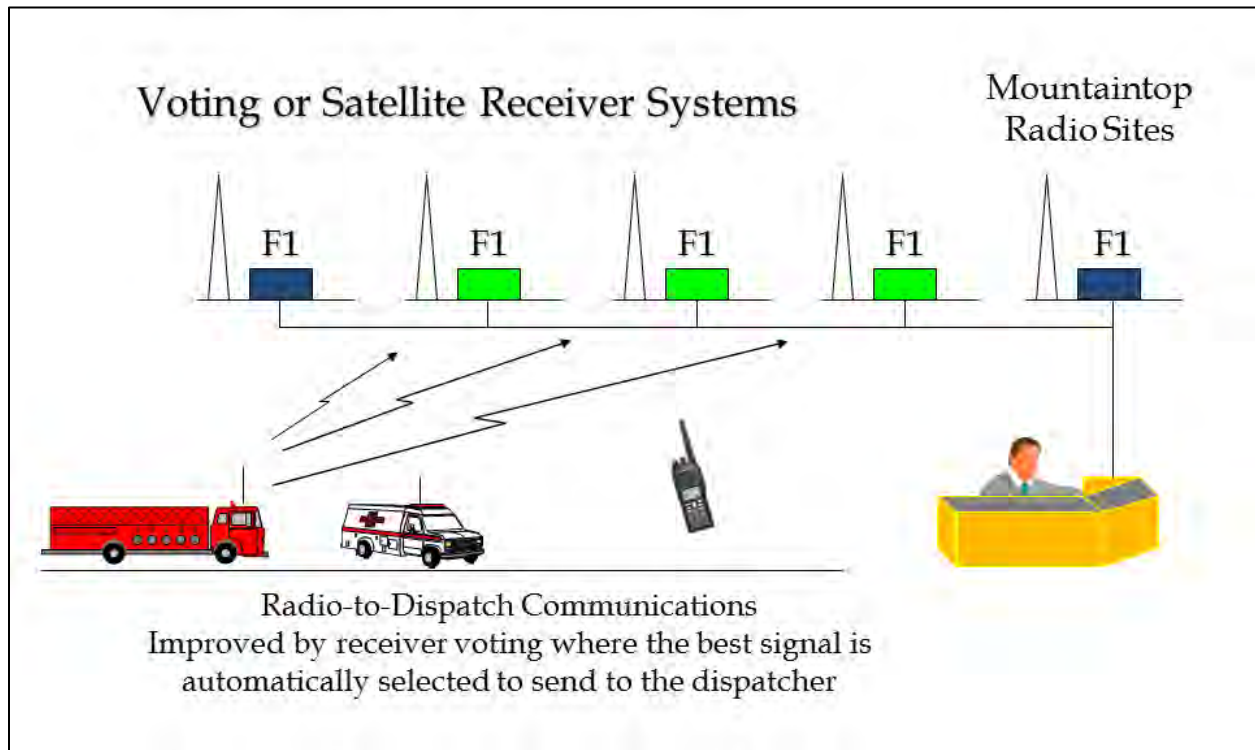 Voting or Satellite Receiver Systems
Mountaintop
Radio Sites
F1
F1
F1
F1
F1
Radio-to-Dispatch Communications
Improved by receiver voting where the best signal is
automatically selected to send to the dispatcher